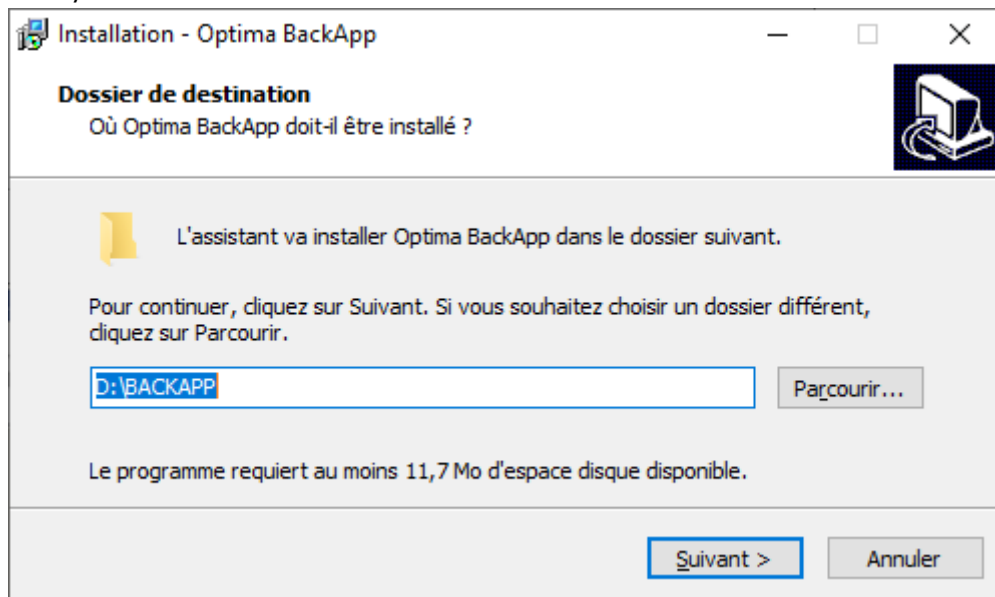 Installation - Optima BackApp
Dossier de destination
Où Optima BackApp doit-il être installé ?
L'assistant va installer Optima BackApp dans le dossier suivant.
Pour continuer, cliquez sur Suivant. Si vous souhaitez choisir un dossier différent,
cliquez sur Parcourir.
D:\BACKAPP
Parcourir...
Le programme requiert au moins 11,7 Mo d'espace disque disponible.
Suivant >
Annuler